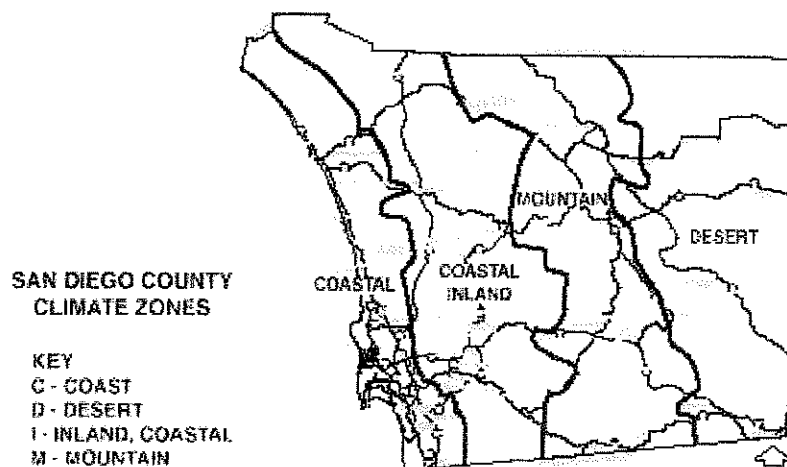 MOUNTAIN
DESERT
COASTAL
COASTAL
INLAND
SAN DIEGO COUNTY
CLIMATE ZONES
KEY
C - COAST
D - DESERT
I - INLAND, COASTAL
M - MOUNTAIN